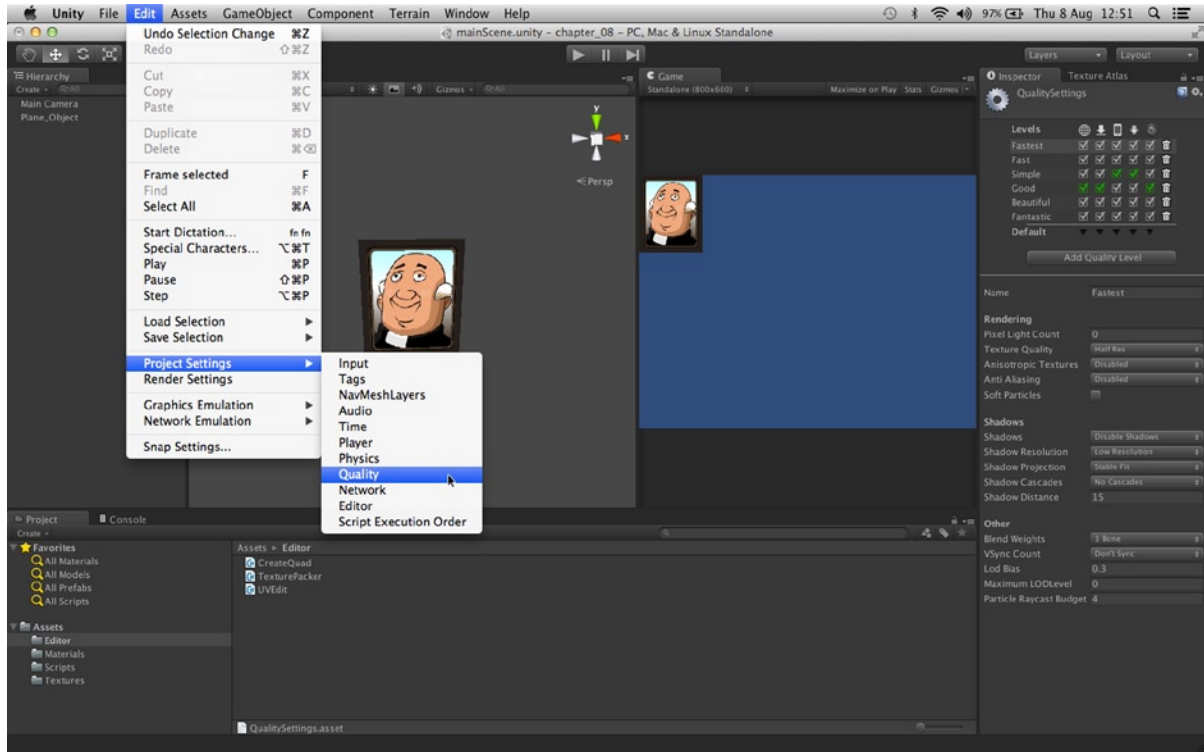 Unity File Edit Assets GameObject Component Terrain Window Help
97% Thu 8 Aug 12:51
mainScene.unity – chapter_08 – PC, Mac & Linux Standalone
Layers Layout
Undo Selection Change ⌘Z
Redo ⇧⌘Z
Cut ⌘X
Copy ⌘C
Paste ⌘V
Duplicate ⌘D
Delete ⌘⌫
Frame selected F
Find ⌘F
Select All ⌘A
Start Dictation... fn fn
Special Characters... ⌥⌘T
Play ⌘P
Pause ⇧⌘P
Step ⌥⌘P
Load Selection
Save Selection
Project Settings
Render Settings
Graphics Emulation
Network Emulation
Snap Settings...
Input
Tags
NavMeshLayers
Audio
Time
Player
Physics
Quality
Network
Editor
Script Execution Order
Hierarchy
Create All
Main Camera
Plane_Object
Gizmos All
y
x
Persp
Game
Standalone (800x600) Maximize on Play Stats Gizmos
Inspector Texture Atlas
QualitySettings
Levels
Fastest
Fast
Simple
Good
Beautiful
Fantastic
Default
Add Quality Level
Name Fastest
Rendering
Pixel Light Count 0
Texture Quality Half Res
Anisotropic Textures Disabled
Anti Aliasing Disabled
Soft Particles
Shadows
Shadows Disable Shadows
Shadow Resolution Low Resolution
Shadow Projection Stable Fit
Shadow Cascades No Cascades
Shadow Distance 15
Other
Blend Weights 1 Bone
VSync Count Don't Sync
Lod Bias 0.3
Maximum LODLevel 0
Particle Raycast Budget 4
Project Console
Create
Favorites
All Materials
All Models
All Prefabs
All Scripts
Assets
Editor
Materials
Scripts
Textures
Assets Editor
CreateQuad
TexturePacker
UVEdit
QualitySettings.asset